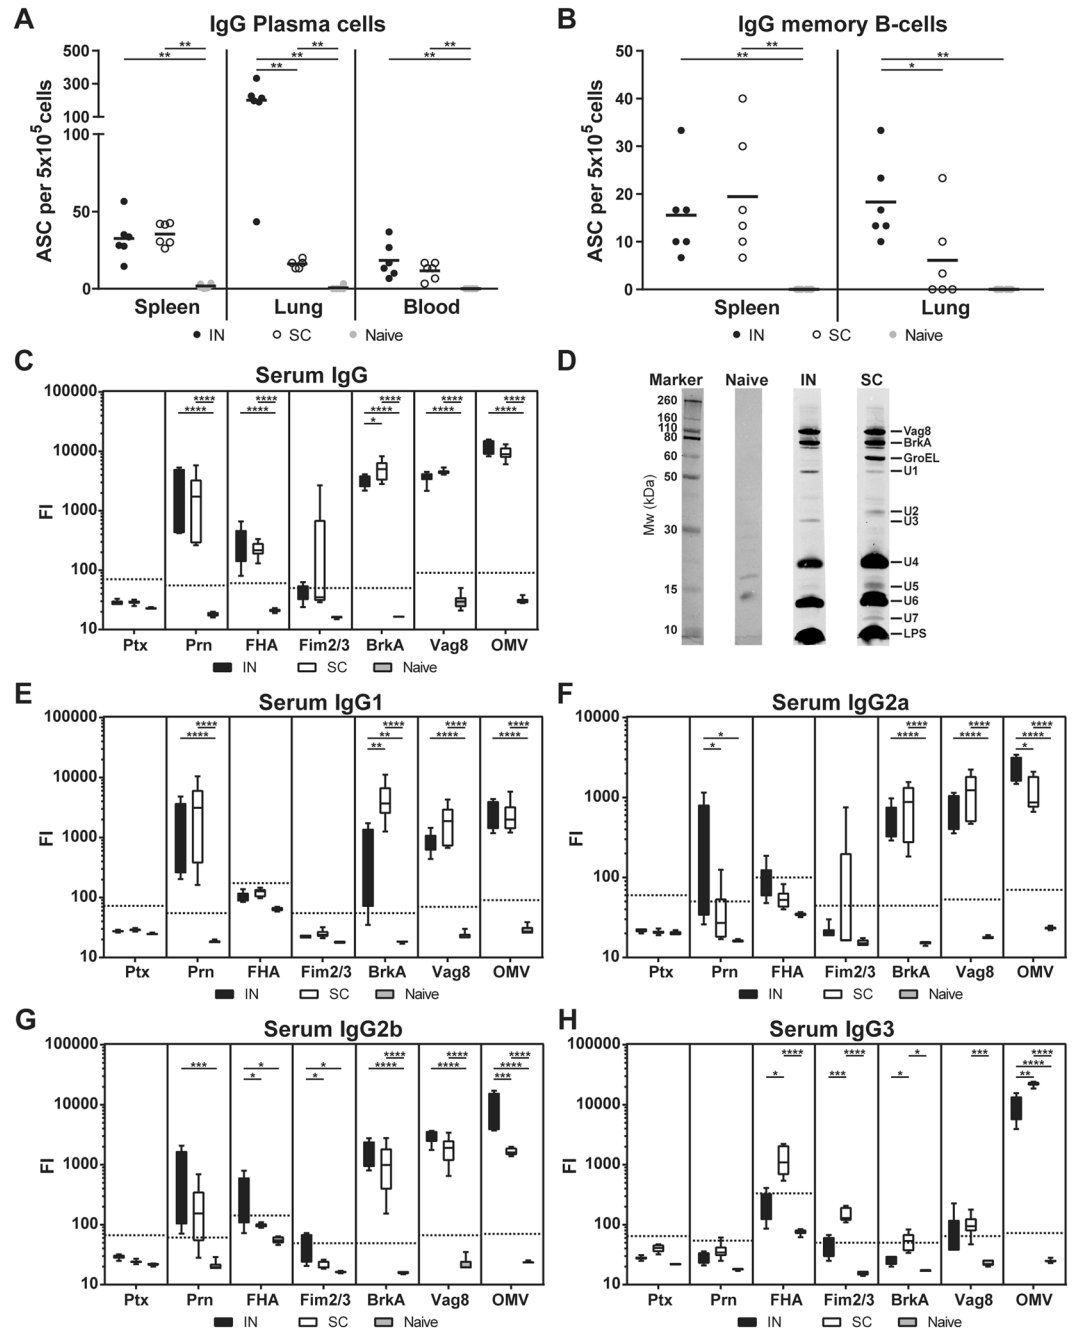 A
IgG Plasma cells
ASC per 5x10⁵ cells
500
300
100
100
50
0
** ** ** ** ** ** **
Spleen Lung Blood
IN SC Naive
B
IgG memory B-cells
ASC per 5x10⁵ cells
50
40
30
20
10
0
** ** ** *
Spleen Lung
IN SC Naive
C
Serum IgG
FI
100000
10000
1000
100
10
**** **** **** **** **** **** * **** **** **** ****
Ptx Prn FHA Fim2/3 BrkA Vag8 OMV
IN SC Naive
D
Marker Naive IN SC
Mw (kDa)
260
160
110
80
60
50
30
15
10
Vag8
BrkA
GroEL
U1
U2
U3
U4
U5
U6
U7
LPS
E
Serum IgG1
FI
100000
10000
1000
100
10
**** **** **** ** ** **** **** **** ****
Ptx Prn FHA Fim2/3 BrkA Vag8 OMV
IN SC Naive
F
Serum IgG2a
FI
10000
1000
100
10
* * **** **** **** **** **** **** *
Ptx Prn FHA Fim2/3 BrkA Vag8 OMV
IN SC Naive
G
Serum IgG2b
FI
100000
10000
1000
100
10
*** * * * * **** **** **** **** **** **** ***
Ptx Prn FHA Fim2/3 BrkA Vag8 OMV
IN SC Naive
H
Serum IgG3
FI
100000
10000
1000
100
10
**** * **** *** * * *** **** **** **
Ptx Prn FHA Fim2/3 BrkA Vag8 OMV
IN SC Naive